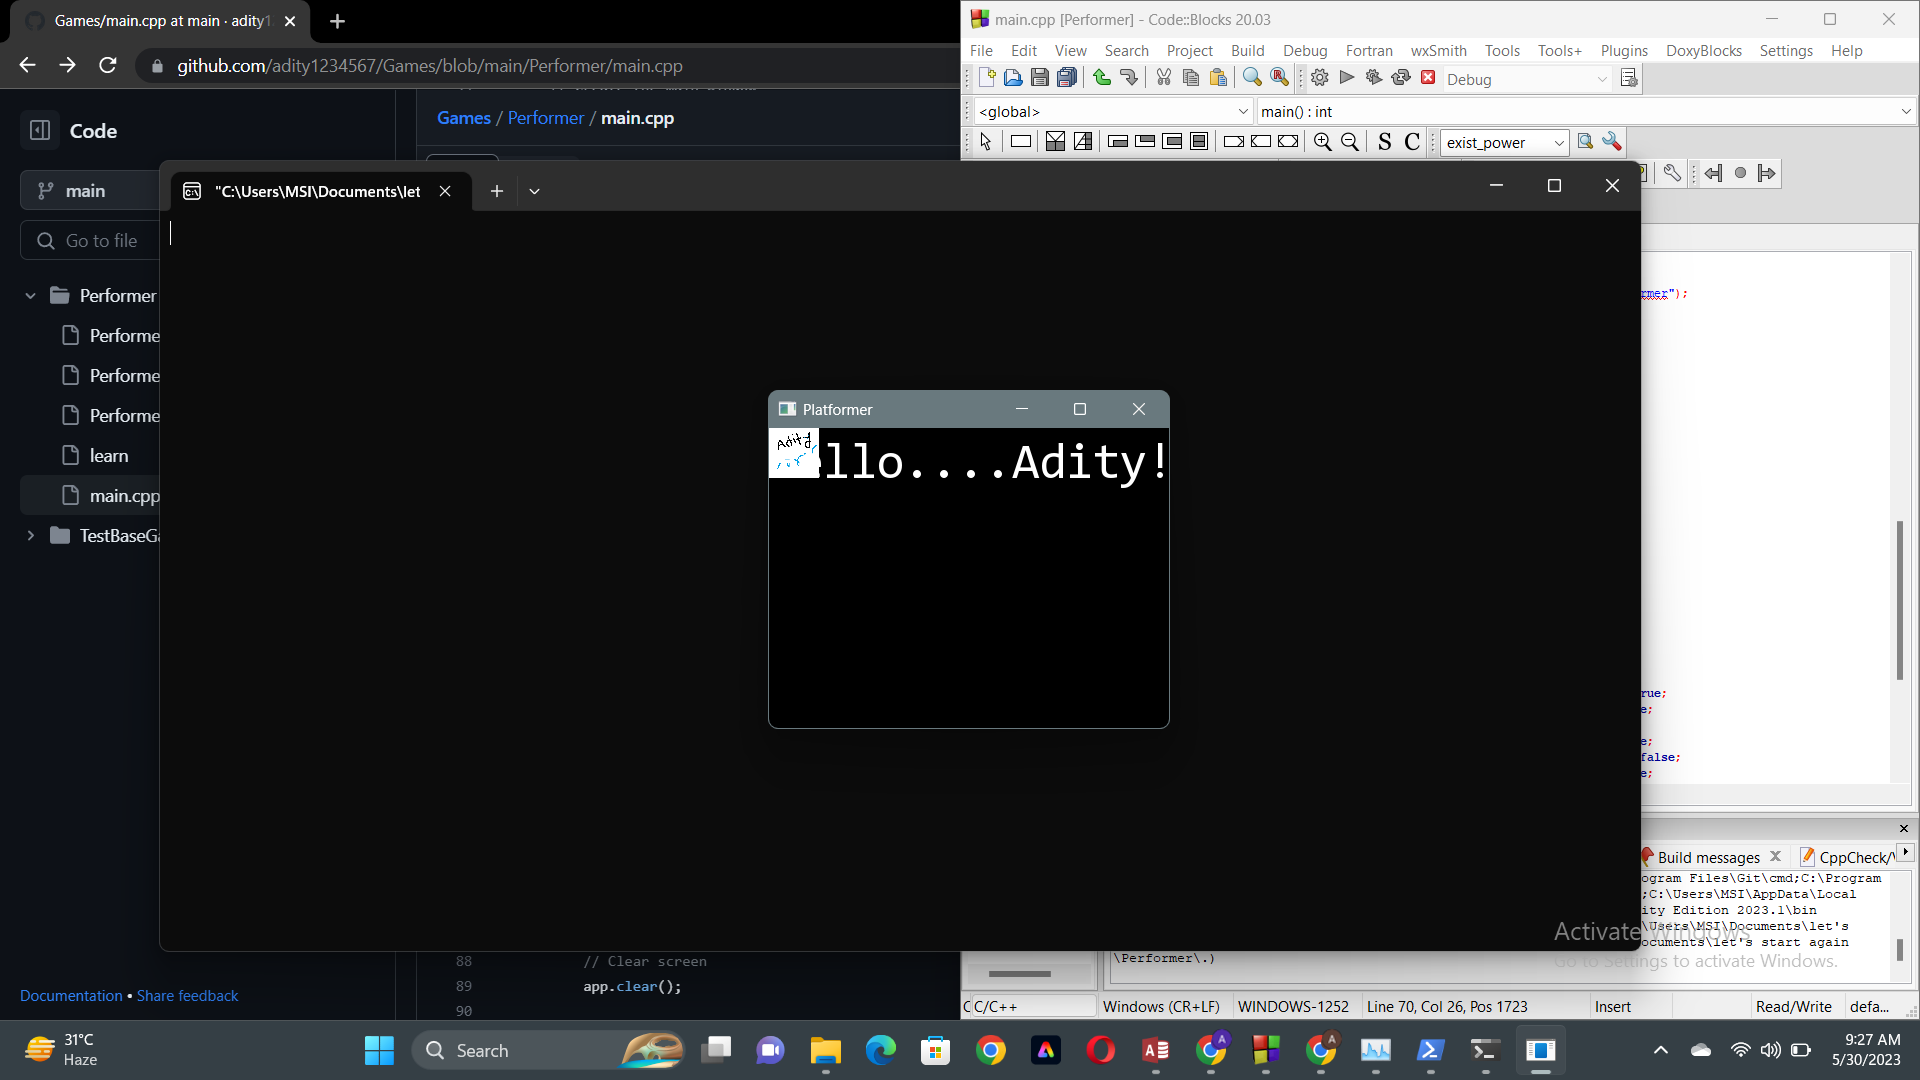 Games/main.cpp at main · adity1
github.com/adity1234567/Games/blob/main/Performer/main.cpp
Code
Games / Performer / main.cpp
main
Go to file
Performer
Performe
Performe
Performe
learn
main.cpp
TestBaseGa
Documentation • Share feedback
88 // Clear screen
89 app.clear();
90
"C:\Users\MSI\Documents\let
Platformer
Adity
llo....Adity!
main.cpp [Performer] - Code::Blocks 20.03
File Edit View Search Project Build Debug Fortran wxSmith Tools Tools+ Plugins DoxyBlocks Settings Help
Debug
<global>
main() : int
S C
exist_power
rmer");
rue;
e;
e;
false;
e;
Build messages
CppCheck/\
ogram Files\Git\cmd;C:\Program
;C:\Users\MSI\AppData\Local
ity Edition 2023.1\bin
\Users\MSI\Documents\let's
ocuments\let's start again
\Performer\.)
Activate Windows
Go to Settings to activate Windows.
C/C++
Windows (CR+LF)
WINDOWS-1252
Line 70, Col 26, Pos 1723
Insert
Read/Write
defa...
31°C
Haze
Search
9:27 AM
5/30/2023